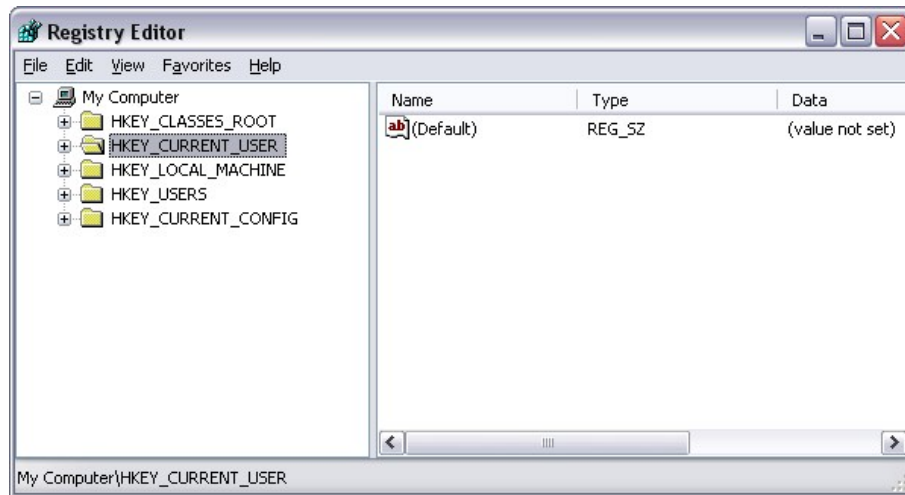 Registry Editor
File Edit View Favorites Help
My Computer
HKEY_CLASSES_ROOT
HKEY_CURRENT_USER
HKEY_LOCAL_MACHINE
HKEY_USERS
HKEY_CURRENT_CONFIG
Name Type Data
ab (Default) REG_SZ (value not set)
My Computer\HKEY_CURRENT_USER